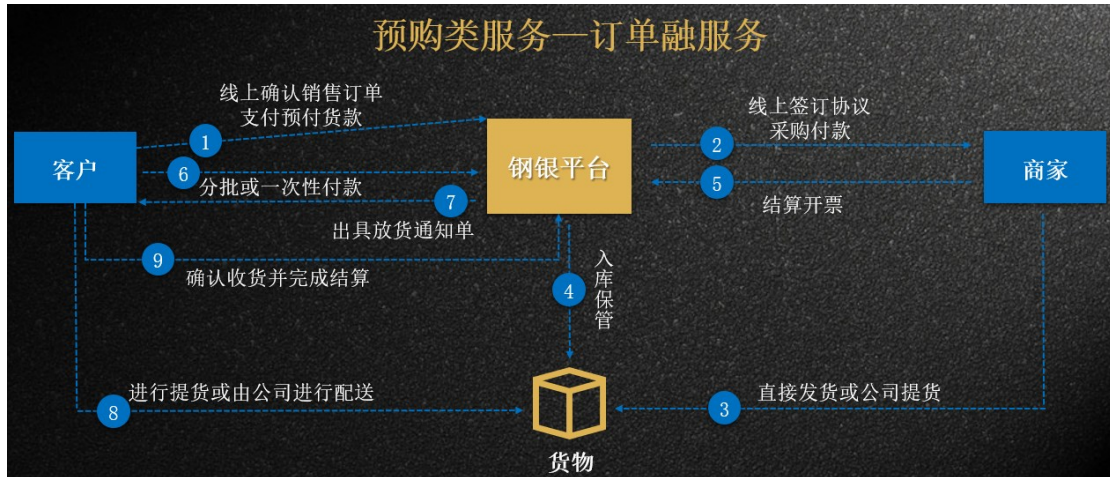 预购类服务—订单融服务
线上确认销售订单
支付预付货款
线上签订协议
采购付款
1
2
客户
钢银平台
商家
6
5
分批或一次性付款
7
结算开票
出具放货通知单
9
确认收货并完成结算
4
入库保管
进行提货或由公司进行配送
直接发货或公司提货
8
3
货物